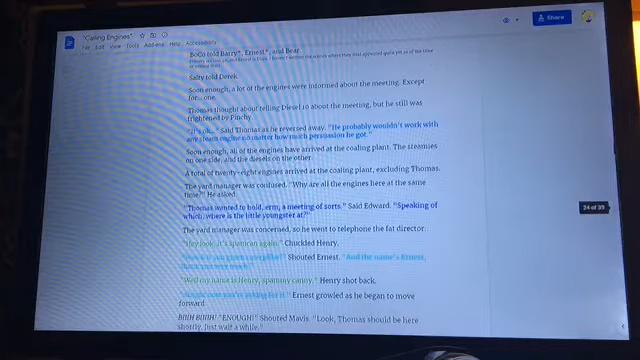 "Calling Engines"
File Edit View Tools Add-ons Help Accessibility
Share
BoCo told Barry*, Ernest*, and Bear.
Salty told Derek.
Soon enough, a lot of the engines were informed about the meeting. Except
for... one.
Thomas thought about telling Diesel 10 about the meeting, but he still was
frightened by Pinchy.
"It's ok..." Said Thomas as he reversed away. "He probably wouldn't work with
any steam engine no matter how much persuasion he got."
Soon enough, all of the engines have arrived at the coaling plant. The steamies
on one side, and the diesels on the other.
A total of twenty-eight engines arrived at the coaling plant, excluding Thomas.
The yard manager was confused. "Why are all the engines here at the same
time?" He asked.
"Thomas wanted to hold, erm, a meeting of sorts." Said Edward. "Speaking of
which, where is the little youngster at?"
The yard manager was concerned, so he went to telephone the fat director.
"Hey look, it's spamcan again." Chuckled Henry.
Shouted Ernest. "And the name's Ernest,
"Well my name is Henry, spammy canny." Henry shot back.
Ernest growled as he began to move
forward.
BIIIH BIIIH! "ENOUGH!" Shouted Mavis. "Look, Thomas should be here
shortly. Just wait a while."
24 of 39